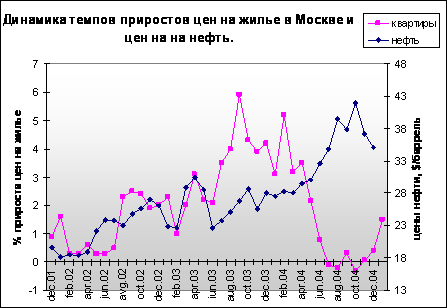 Динамика темпов приростов цен на жилье в Москве и
цен на на нефть.
квартиры
нефть
% прироста цен на жилье
7
6
5
4
3
2
1
0
-1
48
43
38
33
28
23
18
13
цены нефти, $/баррель
dec.01
feb.02
apr.02
jun.02
avg.02
oct.02
dec.02
feb.03
apr.03
jun.03
aug.03
oct.03
dec.03
feb.04
apr.04
jun.04
aug.04
oct.04
dec.04